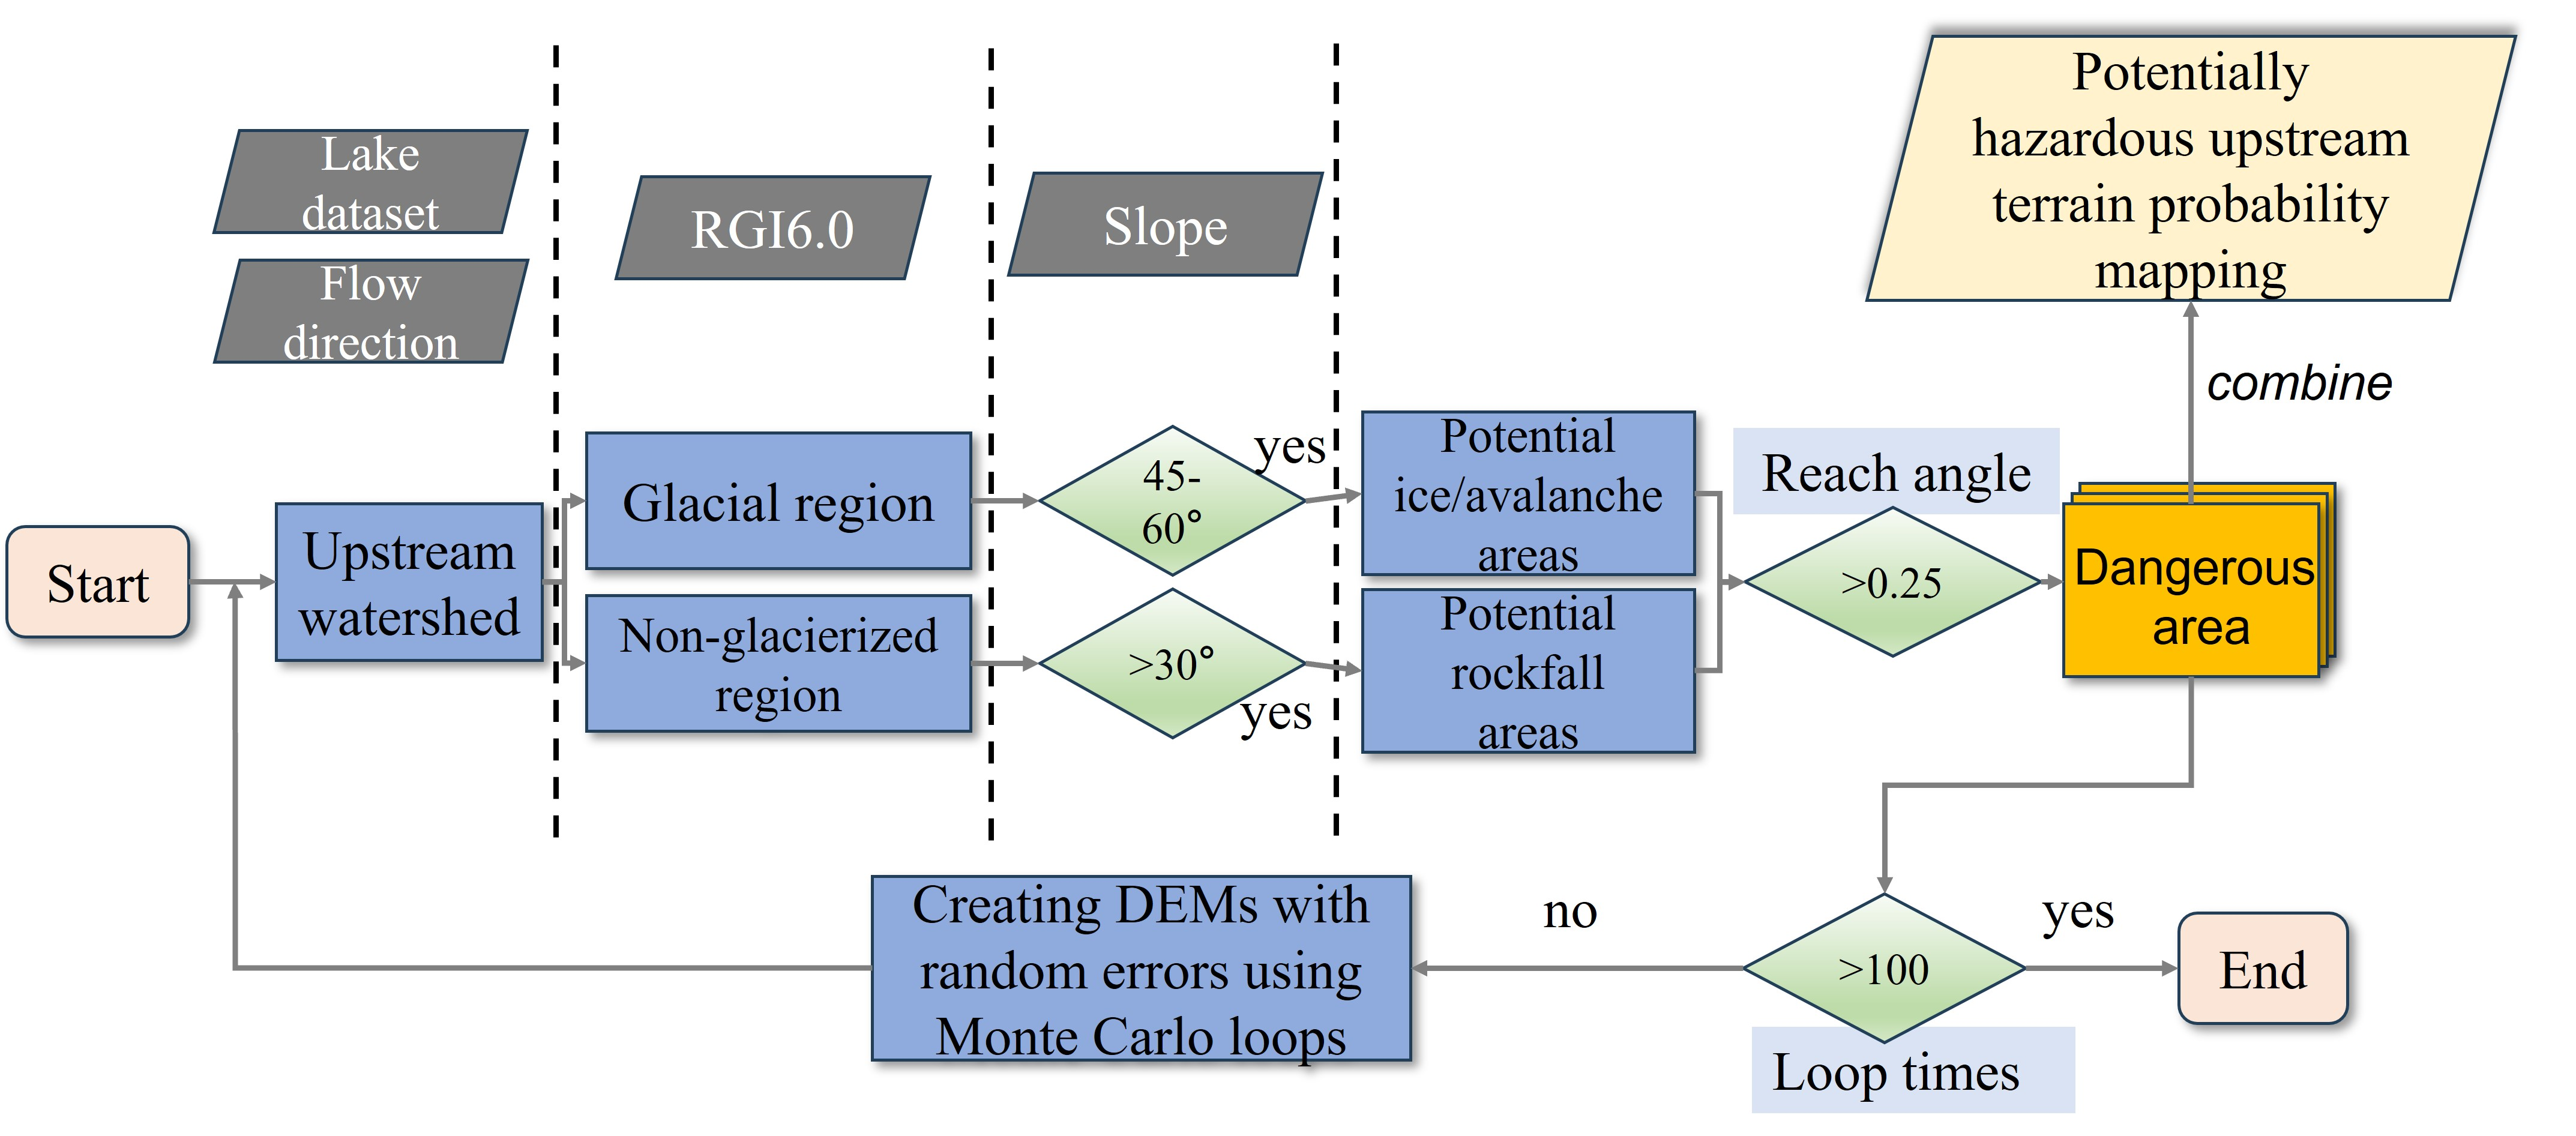 Lake
dataset
Flow
direction
RGI6.0
Slope
Potentially
hazardous upstream
terrain probability
mapping
combine
Start
Upstream
watershed
Glacial region
Non-glacierized
region
45-
60°
yes
>30°
yes
Potential
ice/avalanche
areas
Potential
rockfall
areas
Reach angle
>0.25
Dangerous
area
Creating DEMs with
random errors using
Monte Carlo loops
no
>100
yes
End
Loop times